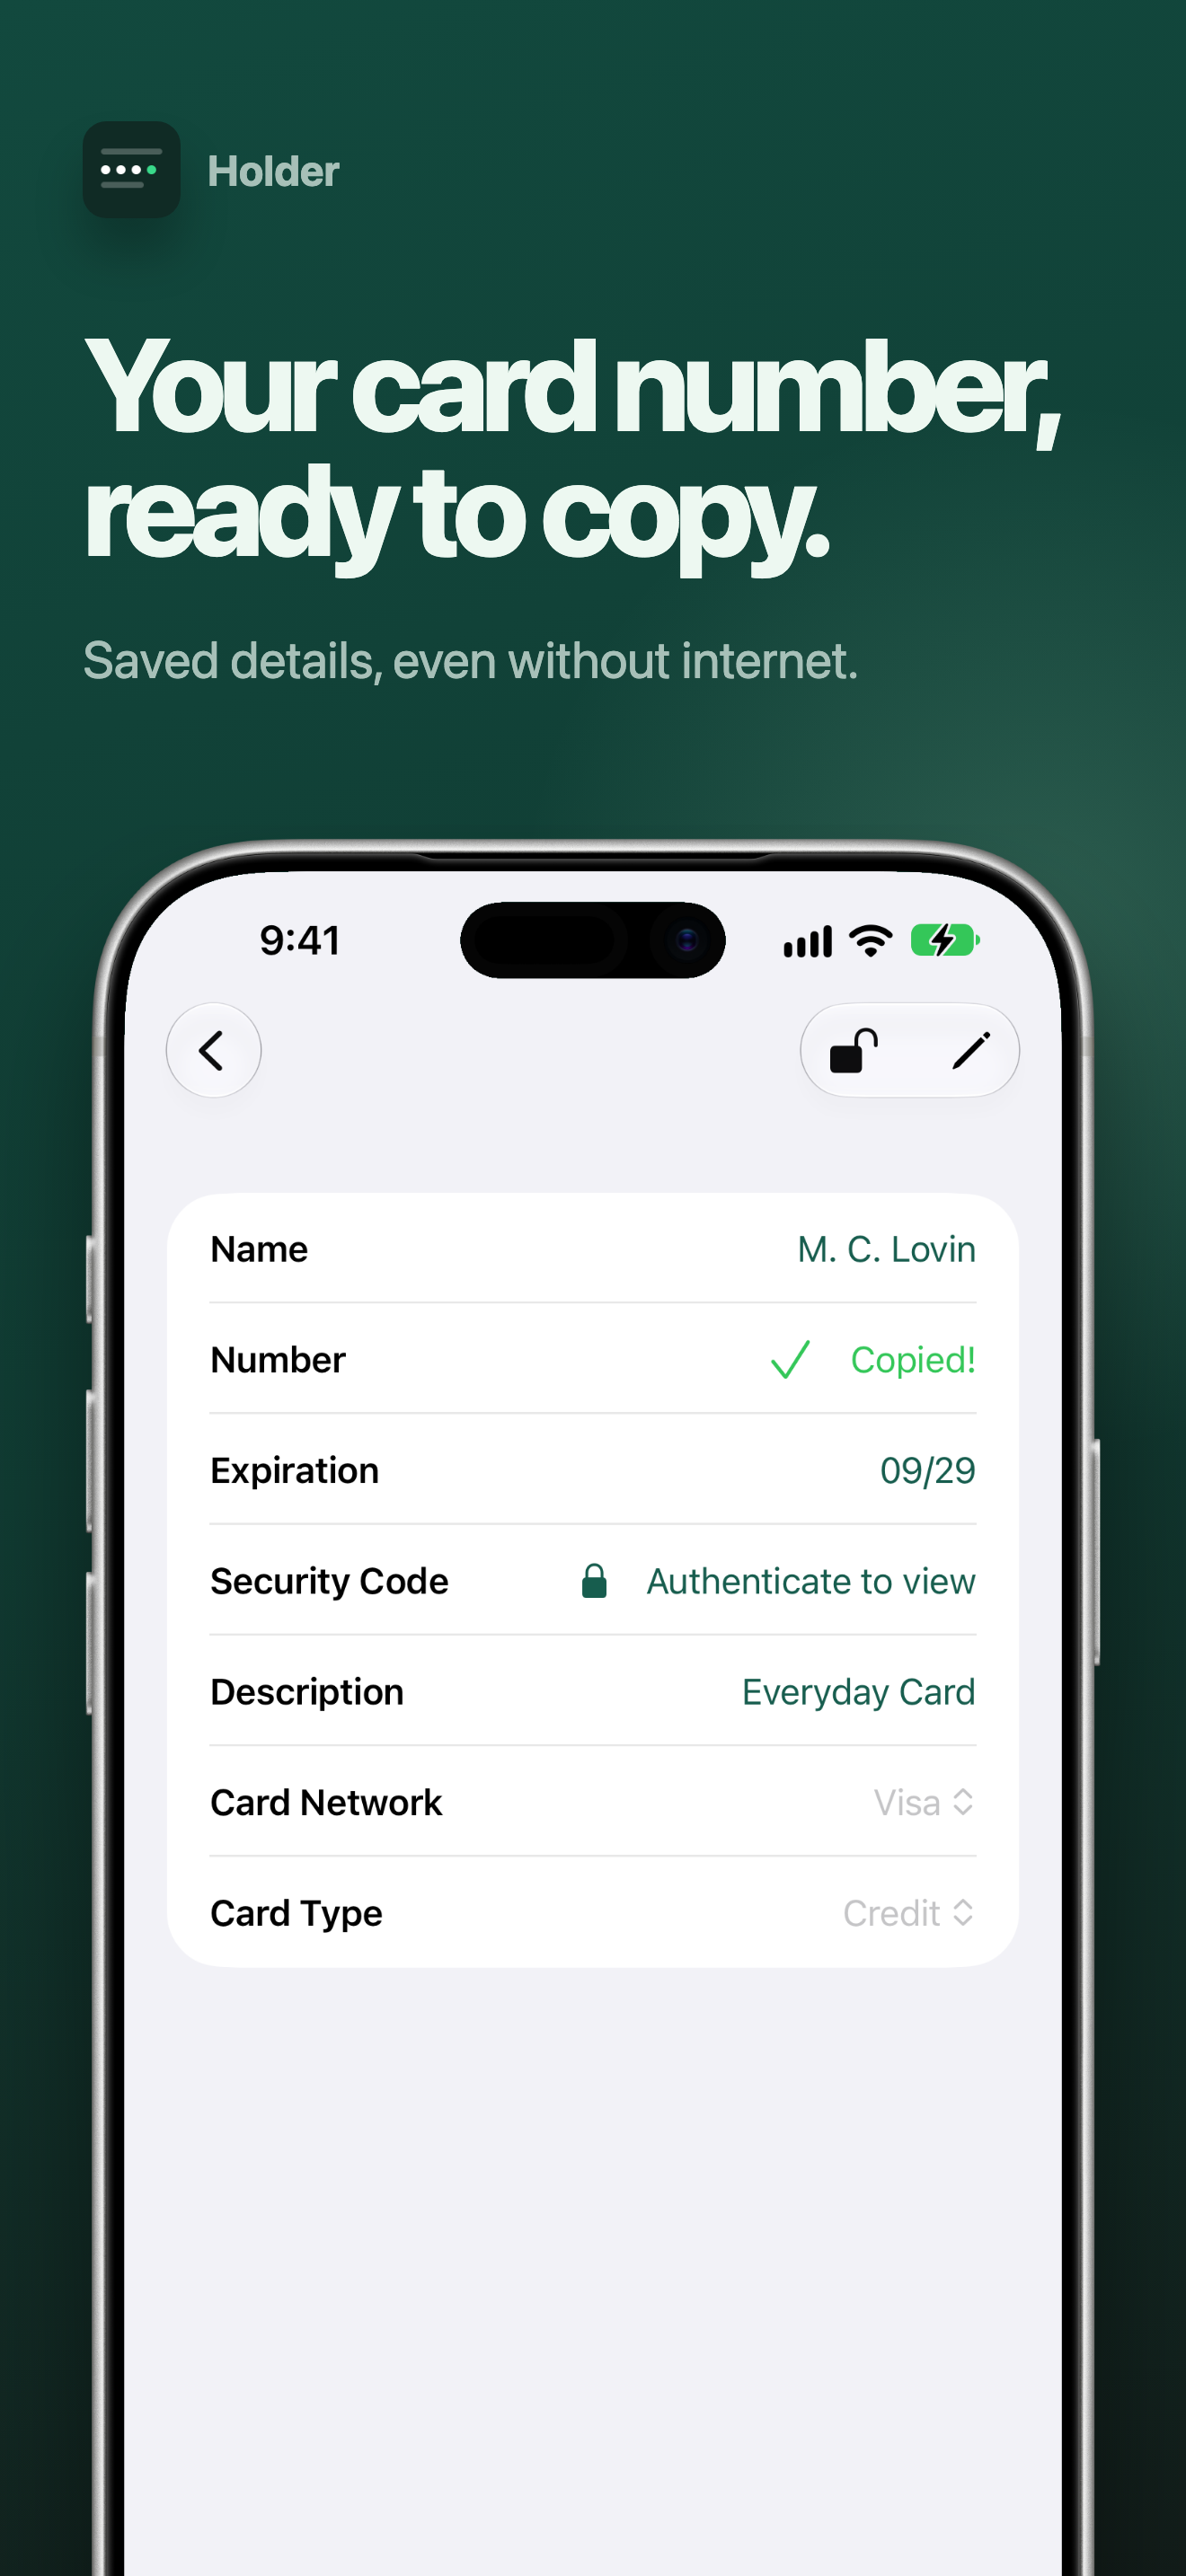 Holder
Your card number,
ready to copy.
Saved details, even without internet.
9:41
Name M. C. Lovin
Number Copied!
Expiration 09/29
Security Code Authenticate to view
Description Everyday Card
Card Network Visa
Card Type Credit